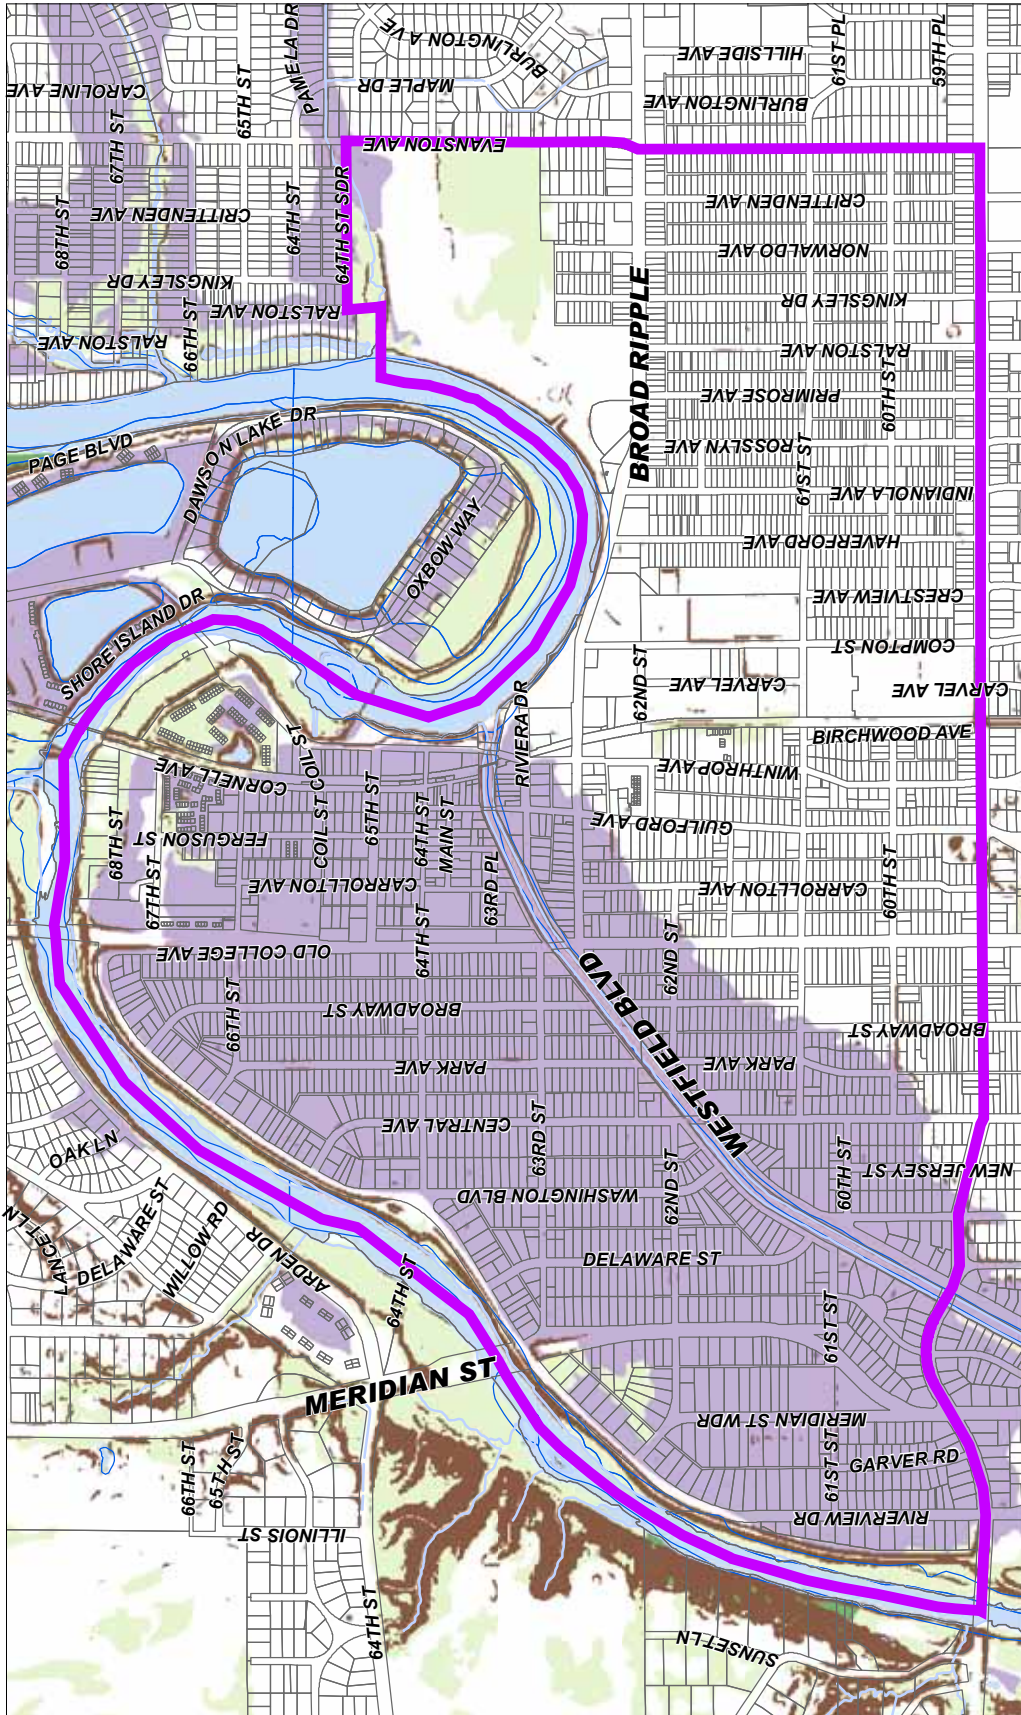 PAMELA DR
BURLINGTON AVE
HILLSIDE AVE
61ST PL
59TH PL
CAROLINE AVE
65TH ST
MAPLE DR
BURLINGTON AVE
67TH ST
EVANSTON AVE
68TH ST
CRITTENDEN AVE
64TH ST
64TH ST SDR
CRITTENDEN AVE
NORWALDO AVE
KINGSLEY DR
KINGSLEY DR
RALSTON AVE
RALSTON AVE
66TH ST
BROAD RIPPLE
RALSTON AVE
PRIMROSE AVE
60TH ST
PAGE BLVD
DAWSON LAKE DR
ROSSLYN AVE
61ST ST
INDIANOLA AVE
OXBOW WAY
HAVERFORD AVE
SHORE ISLAND DR
CRESTVIEW AVE
COMPTON ST
62ND ST
CARVEL AVE
CARVEL AVE
RIVIERA DR
BIRCHWOOD AVE
COIL ST
CORNELL AVE
WINTHROP AVE
65TH ST
64TH ST
MAIN ST
COIL ST
68TH ST
FERGUSON ST
GUILFORD AVE
67TH ST
CARROLLTON AVE
63RD PL
CARROLLTON AVE
60TH ST
OLD COLLEGE AVE
64TH ST
62ND ST
66TH ST
BROADWAY ST
WESTFIELD BLVD
BROADWAY ST
PARK AVE
PARK AVE
CENTRAL AVE
63RD ST
OAK LN
60TH ST
NEW JERSEY ST
WASHINGTON BLVD
62ND ST
LANCET LN
DELAWARE ST
WILLOW RD
ARDEN DR
DELAWARE ST
64TH ST
61ST ST
MERIDIAN ST
MERIDIAN ST WDR
66TH ST
65TH ST
61ST ST
GARVER RD
RIVERVIEW DR
ILLINOIS ST
64TH ST
SUNSET LN